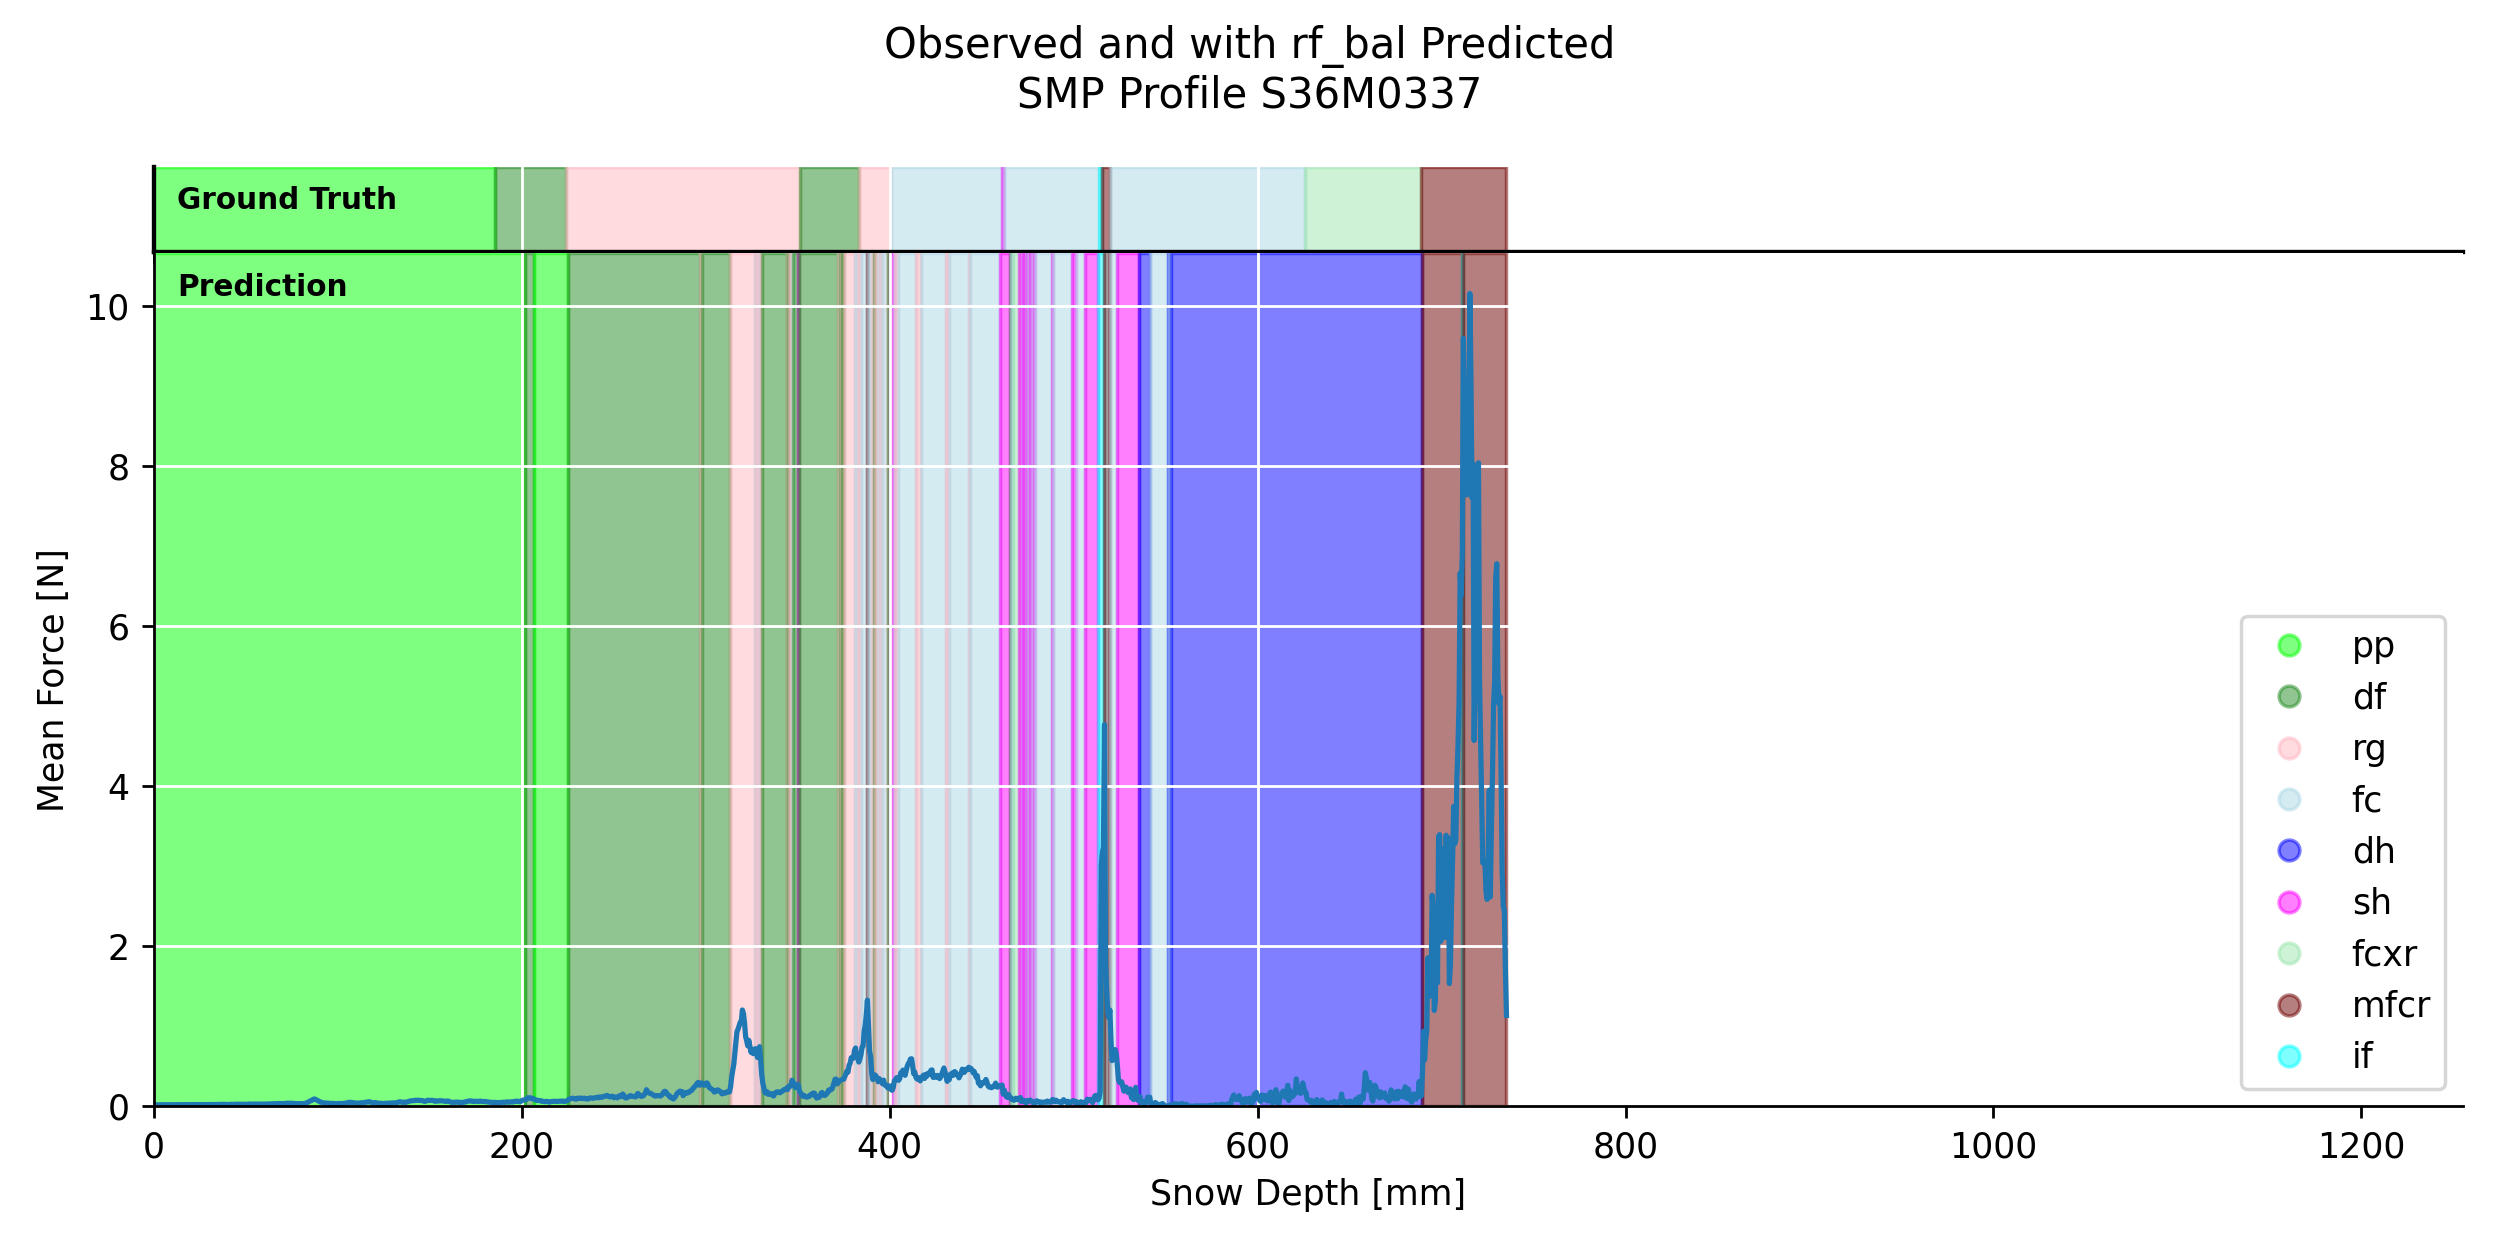 Observed and with rf_bal Predicted
SMP Profile S36M0337
Ground Truth
Prediction
10
8
6
4
2
0
Mean Force [N]
0 200 400 600 800 1000 1200
Snow Depth [mm]
pp
df
rg
fc
dh
sh
fcxr
mfcr
if